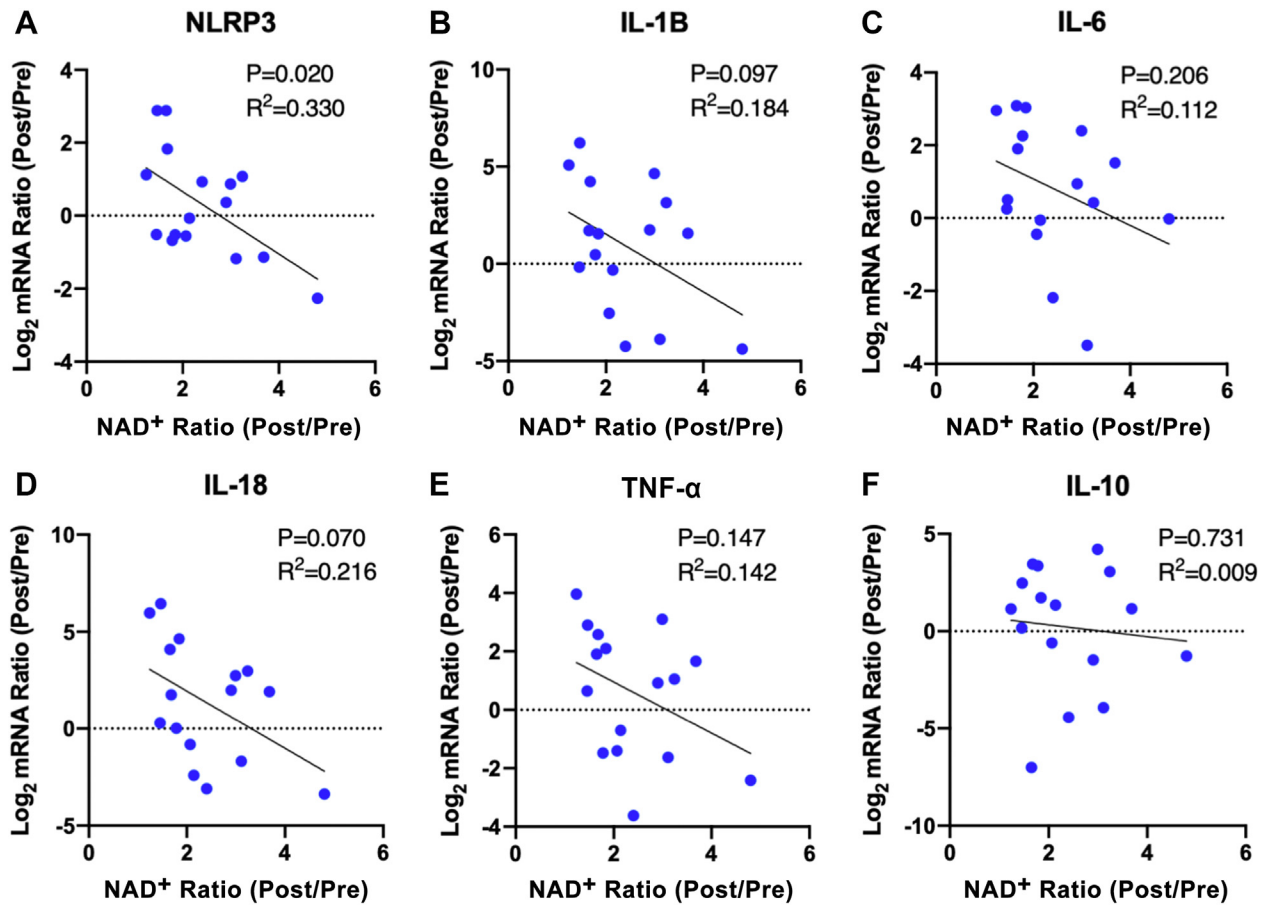 A
NLRP3
P=0.020
R²=0.330
Log₂ mRNA Ratio (Post/Pre)
4
2
0
-2
-4
0 2 4 6
NAD⁺ Ratio (Post/Pre)
B
IL-1B
P=0.097
R²=0.184
Log₂ mRNA Ratio (Post/Pre)
10
5
0
-5
0 2 4 6
NAD⁺ Ratio (Post/Pre)
C
IL-6
P=0.206
R²=0.112
Log₂ mRNA Ratio (Post/Pre)
4
2
0
-2
-4
0 2 4 6
NAD⁺ Ratio (Post/Pre)
D
IL-18
P=0.070
R²=0.216
Log₂ mRNA Ratio (Post/Pre)
10
5
0
-5
0 2 4 6
NAD⁺ Ratio (Post/Pre)
E
TNF-α
P=0.147
R²=0.142
Log₂ mRNA Ratio (Post/Pre)
6
4
2
0
-2
-4
0 2 4 6
NAD⁺ Ratio (Post/Pre)
F
IL-10
P=0.731
R²=0.009
Log₂ mRNA Ratio (Post/Pre)
5
0
-5
-10
0 2 4 6
NAD⁺ Ratio (Post/Pre)